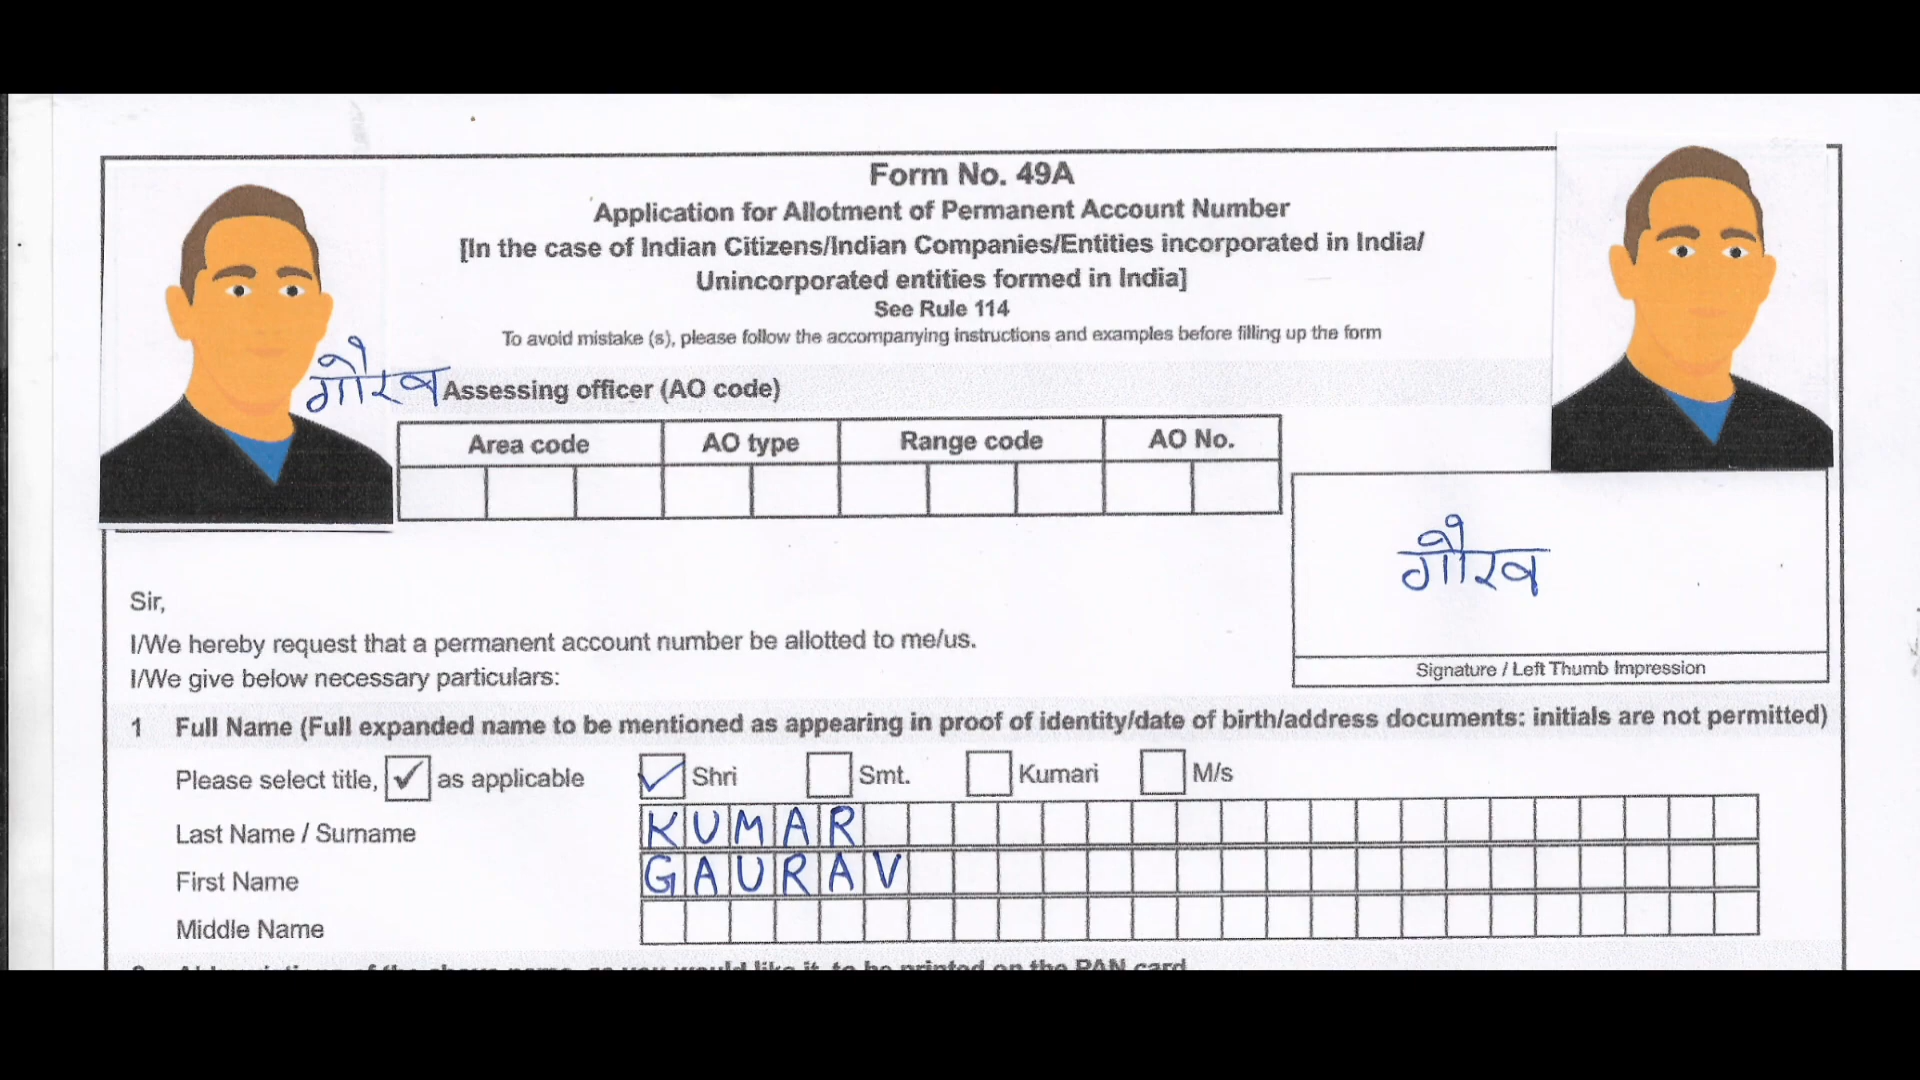 Form No. 49A
Application for Allotment of Permanent Account Number
[In the case of Indian Citizens/Indian Companies/Entities incorporated in India/
Unincorporated entities formed in India]
See Rule 114
To avoid mistake (s), please follow the accompanying instructions and examples before filling up the form
गौरव
Assessing officer (AO code)
Area code AO type Range code AO No.
गौरव
Signature / Left Thumb Impression
Sir,
I/We hereby request that a permanent account number be allotted to me/us.
I/We give below necessary particulars:
1 Full Name (Full expanded name to be mentioned as appearing in proof of identity/date of birth/address documents: initials are not permitted)
Please select title, ✓ as applicable ✓ Shri Smt. Kumari M/s
Last Name / Surname KUMAR
First Name GAURAV
Middle Name